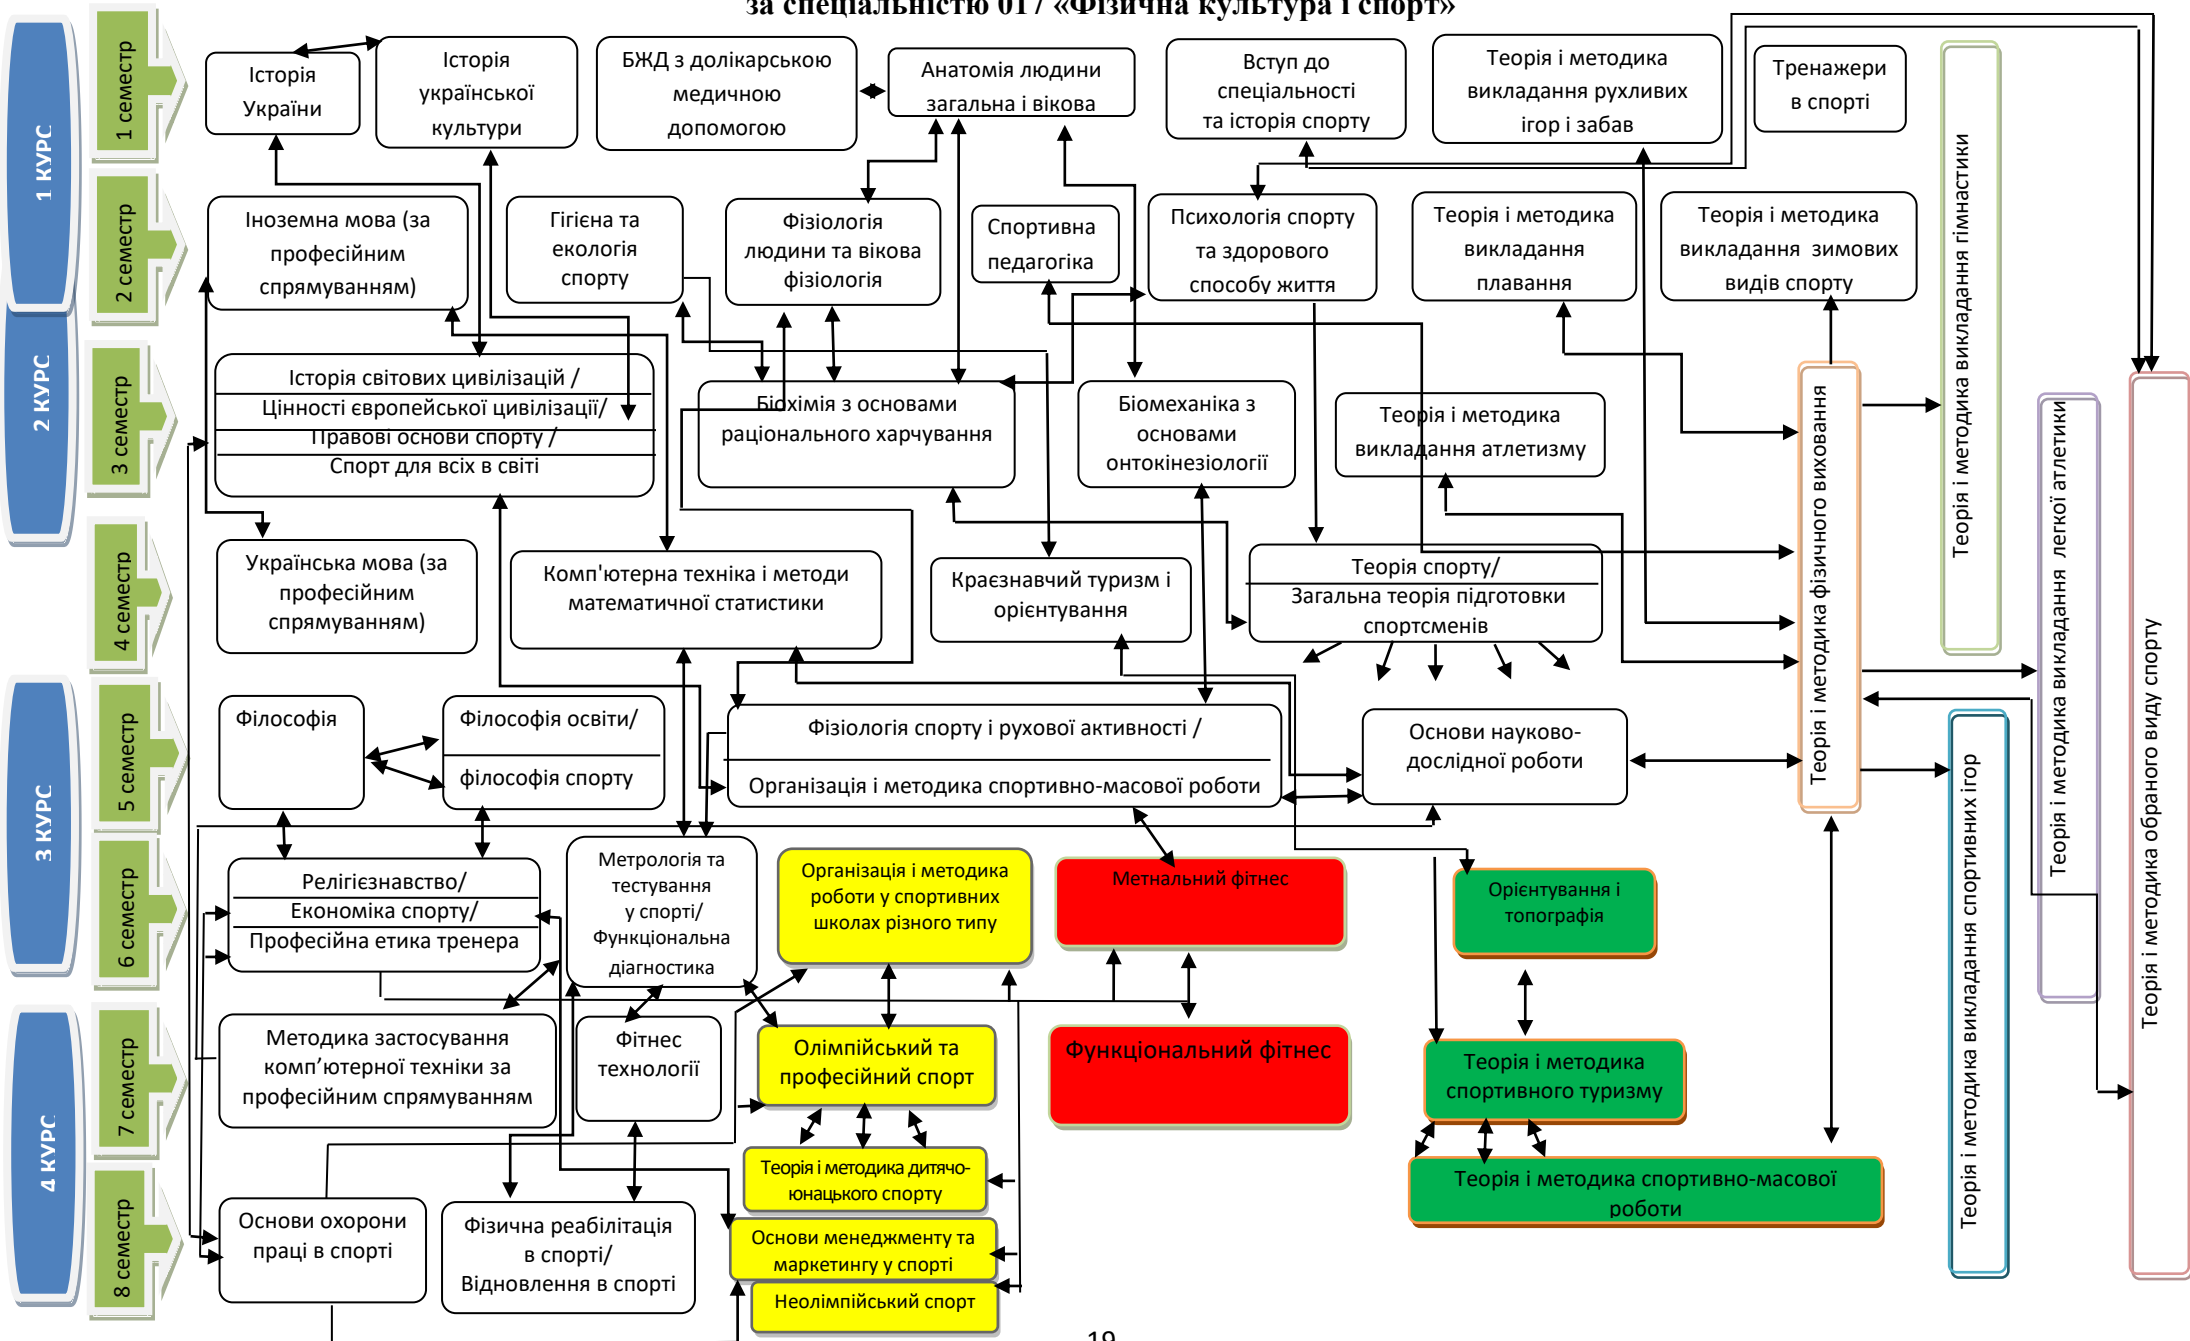 за спеціальністю 017 «Фізична культура і спорт»
1 КУРС
2 КУРС
3 КУРС
4 КУРС
1 семестр
2 семестр
3 семестр
4 семестр
5 семестр
6 семестр
7 семестр
8 семестр
Історія
України
Історія
української
культури
БЖД з долікарською
медичною
допомогою
Анатомія людини
загальна і вікова
Вступ до
спеціальності
та історія спорту
Теорія і методика
викладання рухливих
ігор і забав
Тренажери
в спорті
Іноземна мова (за
професійним
спрямуванням)
Гігієна та
екологія
спорту
Фізіологія
людини та вікова
фізіологія
Спортивна
педагогіка
Психологія спорту
та здорового
способу життя
Теорія і методика
викладання
плавання
Теорія і методика
викладання зимових
видів спорту
Історія світових цивілізацій /
Цінності європейської цивілізації/
Правові основи спорту /
Спорт для всіх в світі
Біохімія з основами
раціонального харчування
Біомеханіка з
основами
онтокінезіології
Теорія і методика
викладання атлетизму
Українська мова (за
професійним
спрямуванням)
Комп'ютерна техніка і методи
математичної статистики
Краєзнавчий туризм і
орієнтування
Теорія спорту/
Загальна теорія підготовки
спортсменів
Філософія
Філософія освіти/
філософія спорту
Фізіологія спорту і рухової активності /
Організація і методика спортивно-масової роботи
Основи науково-
дослідної роботи
Релігієзнавство/
Економіка спорту/
Професійна етика тренера
Метрологія та
тестування
у спорті/
Функціональна
діагностика
Організація і методика
роботи у спортивних
школах різного типу
Метнальний фітнес
Орієнтування і
топографія
Методика застосування
комп’ютерної техніки за
професійним спрямуванням
Фітнес
технології
Олімпійський та
професійний спорт
Функціональний фітнес
Теорія і методика
спортивного туризму
Теорія і методика дитячо-
юнацького спорту
Теорія і методика спортивно-масової
роботи
Основи охорони
праці в спорті
Фізична реабілітація
в спорті/
Відновлення в спорті
Основи менеджменту та
маркетингу у спорті
Неолімпійський спорт
Теорія і методика фізичного виховання
Теорія і методика викладання гімнастики
Теорія і методика викладання спортивних ігор
Теорія і методика викладання легкої атлетики
Теорія і методика обраного виду спорту
19